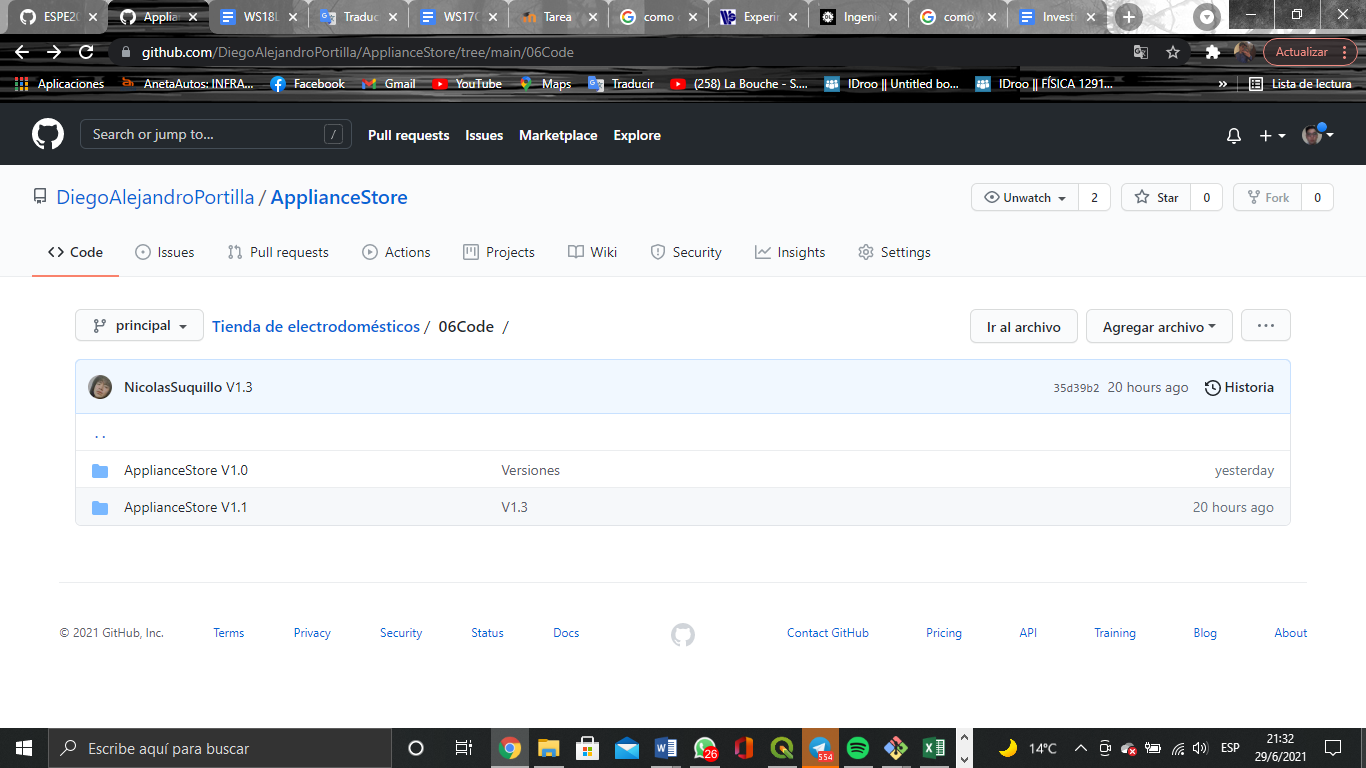 ESPE20 Applian WS18L Traduc WS17C Tarea como Experin Ingenie como Investi
github.com/DiegoAlejandroPortilla/ApplianceStore/tree/main/06Code Actualizar
Aplicaciones AnetaAutos: INFRA... Facebook Gmail YouTube Maps Traducir (258) La Bouche - S.... IDroo || Untitled bo... IDroo || FÍSICA 1291... » Lista de lectura
Search or jump to... / Pull requests Issues Marketplace Explore
DiegoAlejandroPortilla / ApplianceStore Unwatch 2 Star 0 Fork 0
Code Issues Pull requests Actions Projects Wiki Security Insights Settings
principal Tienda de electrodomésticos / 06Code / Ir al archivo Agregar archivo ...
NicolasSuquillo V1.3 35d39b2 20 hours ago Historia
..
ApplianceStore V1.0 Versiones yesterday
ApplianceStore V1.1 V1.3 20 hours ago
© 2021 GitHub, Inc. Terms Privacy Security Status Docs Contact GitHub Pricing API Training Blog About
Escribe aquí para buscar 26 554 14°C ESP 21:32
29/6/2021